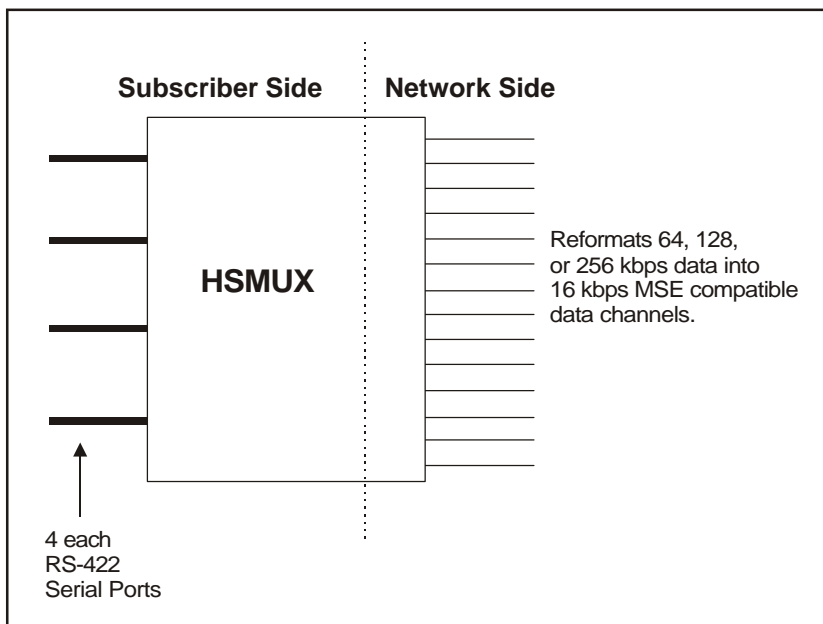 Subscriber Side
Network Side
HSMUX
Reformats 64, 128,
or 256 kbps data into
16 kbps MSE compatible
data channels.
4 each
RS-422
Serial Ports